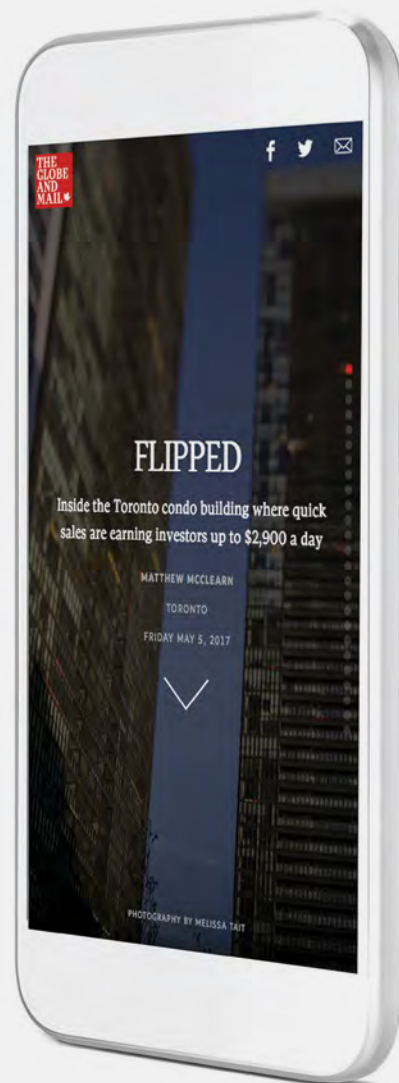 THE
GLOBE
AND
MAIL
FLIPPED
Inside the Toronto condo building where quick
sales are earning investors up to $2,900 a day
MATTHEW MCCLEARN
TORONTO
FRIDAY MAY 5, 2017
PHOTOGRAPHY BY MELISSA TAIT